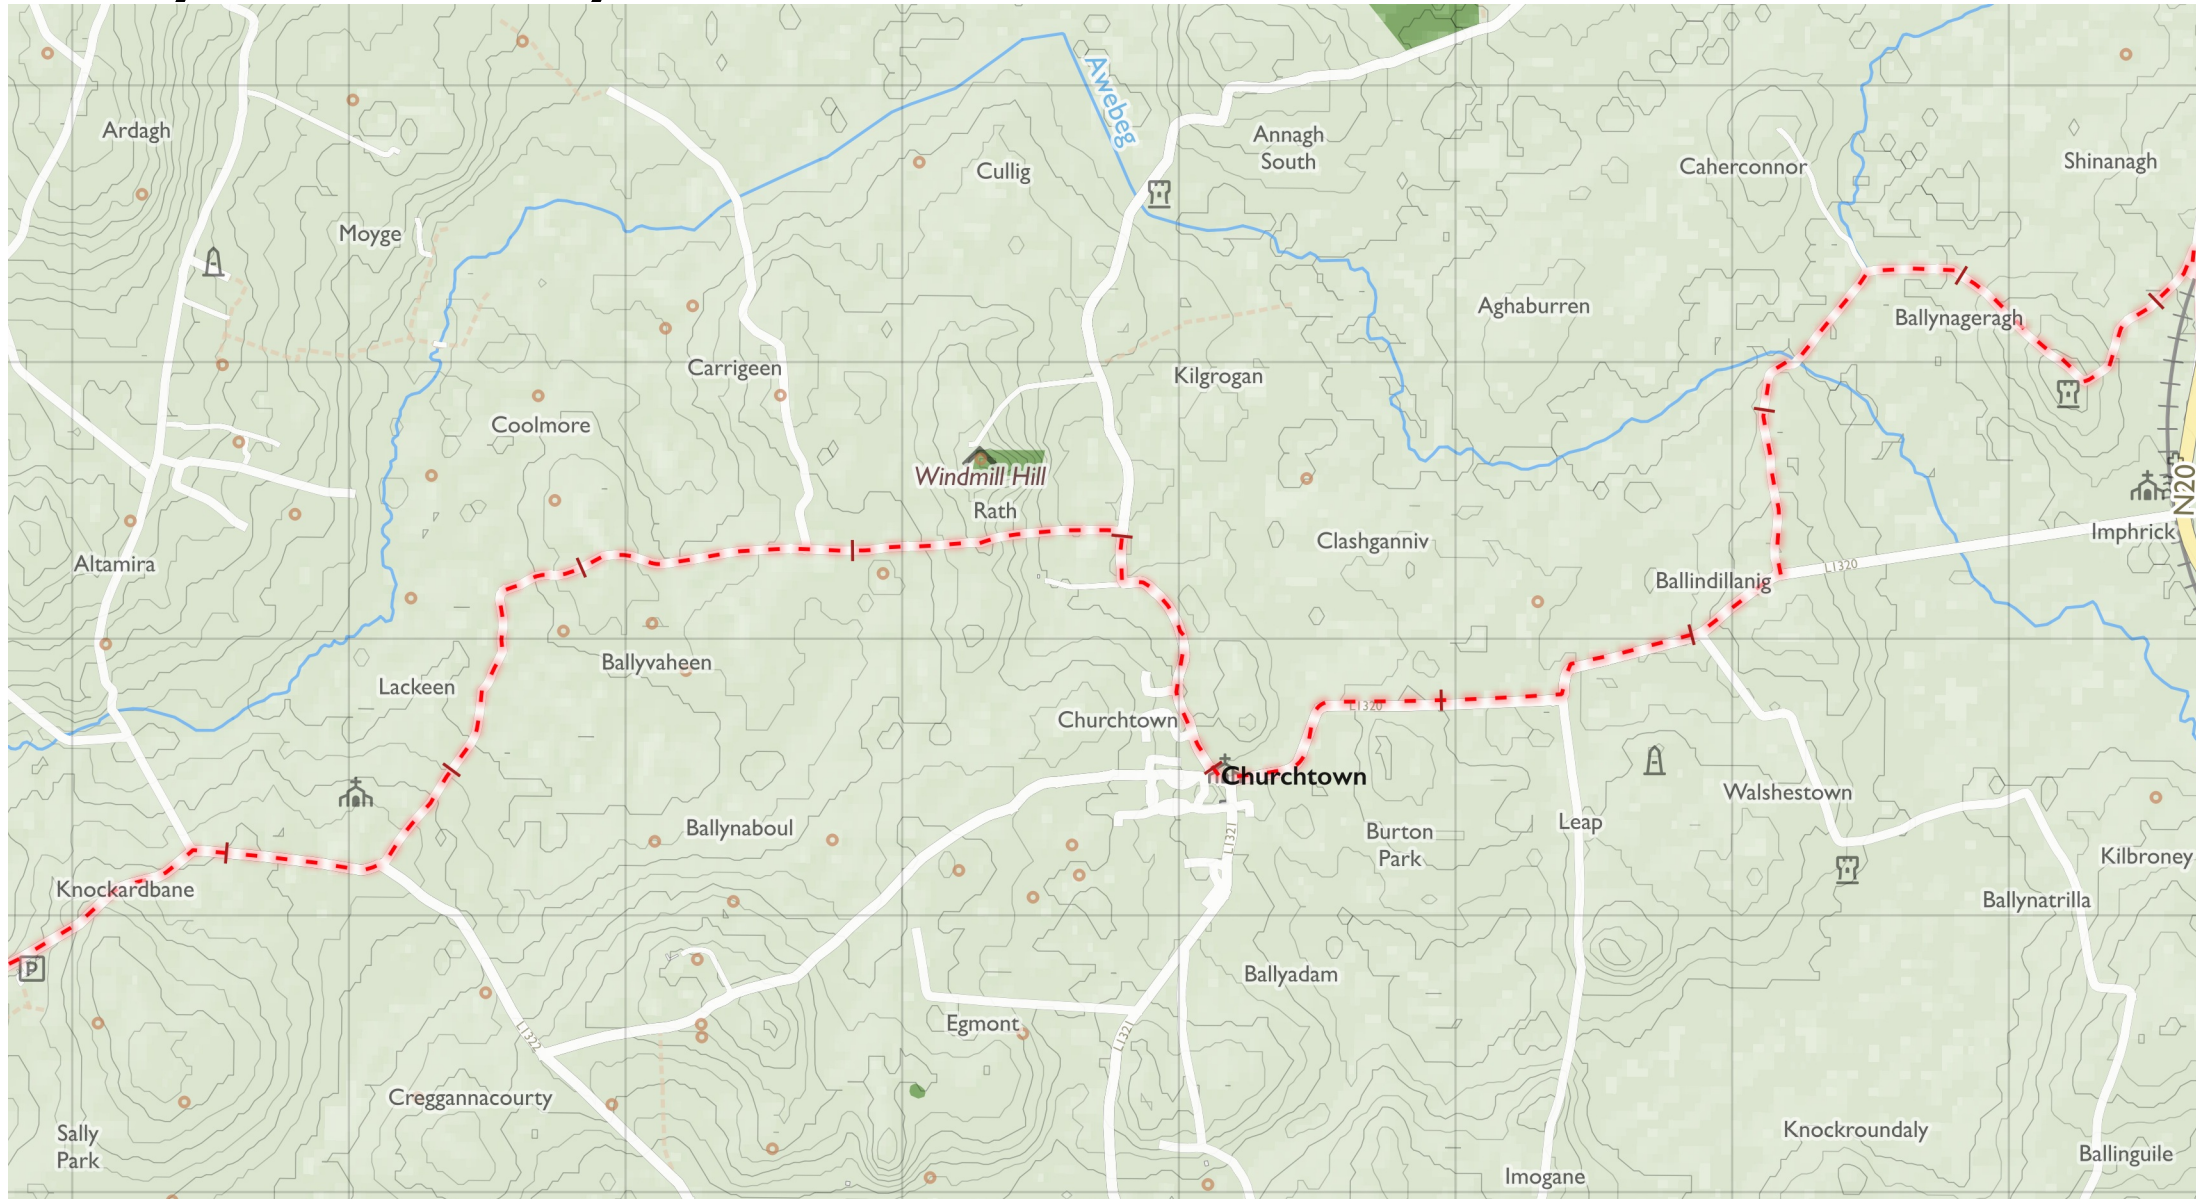 Awebeg
Ardagh
Annagh
South
Cullig
Caherconnor
Shinanagh
Moyge
Aghaburren
Ballynageragh
Carrigeen
Kilgrogan
Coolmore
Windmill Hill
Rath
N20
Imphrick
Clashganniv
Altamira
L1320
Ballindillanig
Ballyvaheen
Lackeen
L1320
Churchtown
Churchtown
Walshestown
Ballynaboul
Burton
Park
Leap
L1321
Kilbroney
Knockardbane
Ballynatrilla
P
Ballyadam
Egmont
L1322
L1321
Creggannacourty
Sally
Park
Knockroundaly
Ballinguile
Imogane